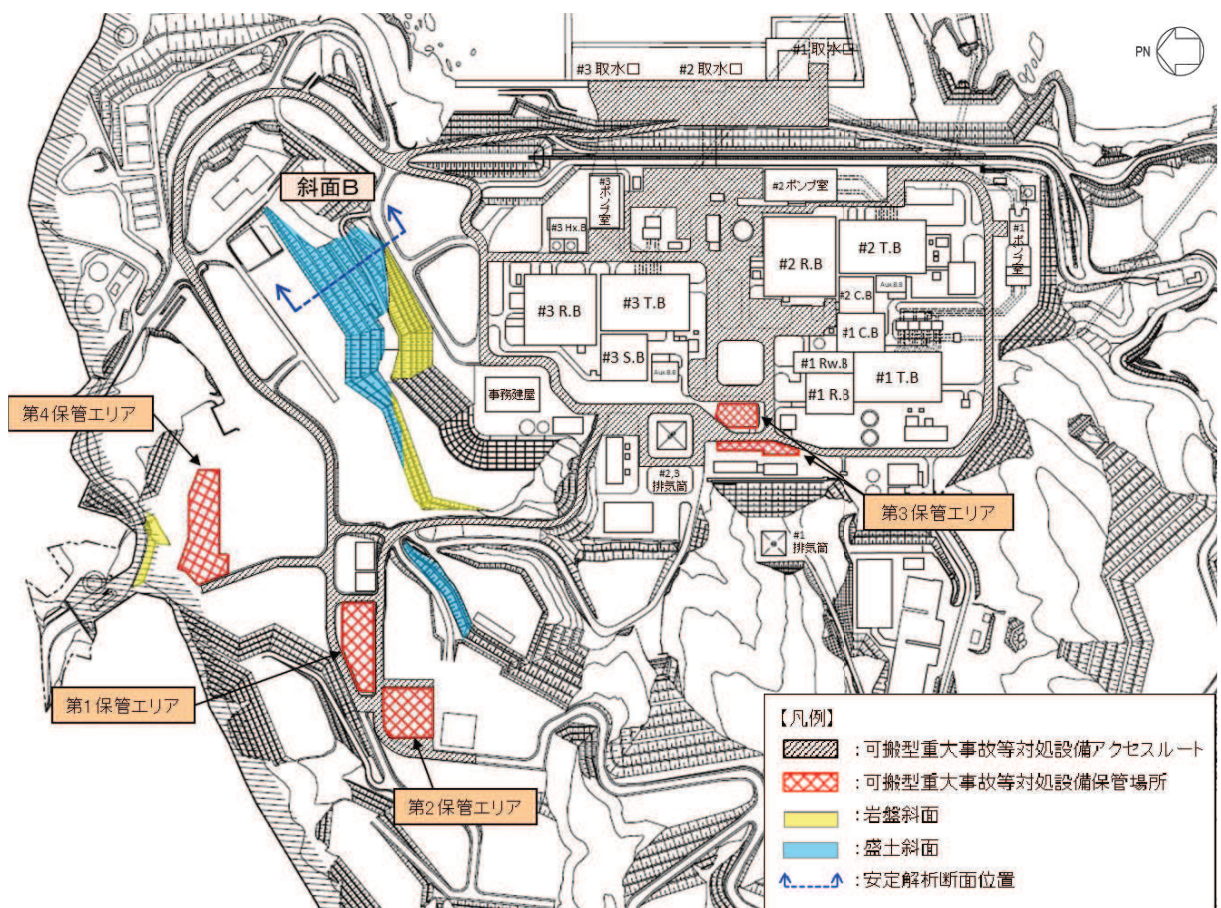 #1 取水口
#3 取水口
#2 取水口
PN
斜面B
#3
ポンプ室
#2 ポンプ室
#1
ポンプ室
#3 Hx.B
#2 R.B
#2 T.B
Aux.B.B
#2 C.B
#3 R.B
#3 T.B
#1 C.B
#3 S.B
Aux.B.B
#1 Rw.B
#1 R.B
#1 T.B
事務建屋
第4保管エリア
#2,3
排気筒
第3保管エリア
#1
排気筒
第1保管エリア
第2保管エリア
【凡例】
:可搬型重大事故等対処設備アクセスルート
:可搬型重大事故等対処設備保管場所
:岩盤斜面
:盛土斜面
:安定解析断面位置